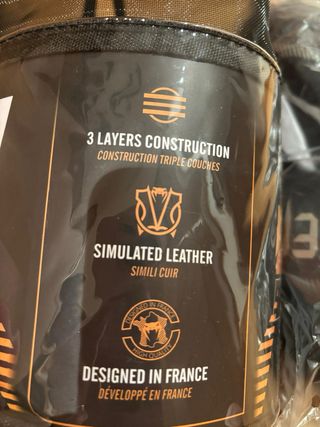 3 LAYERS CONSTRUCTION
CONSTRUCTION TRIPLE COUCHES
SIMULATED LEATHER
SIMILI CUIR
DESIGNED IN FRANCE
HIGH QUALITY
DESIGNED IN FRANCE
DÉVELOPPÉ EN FRANCE